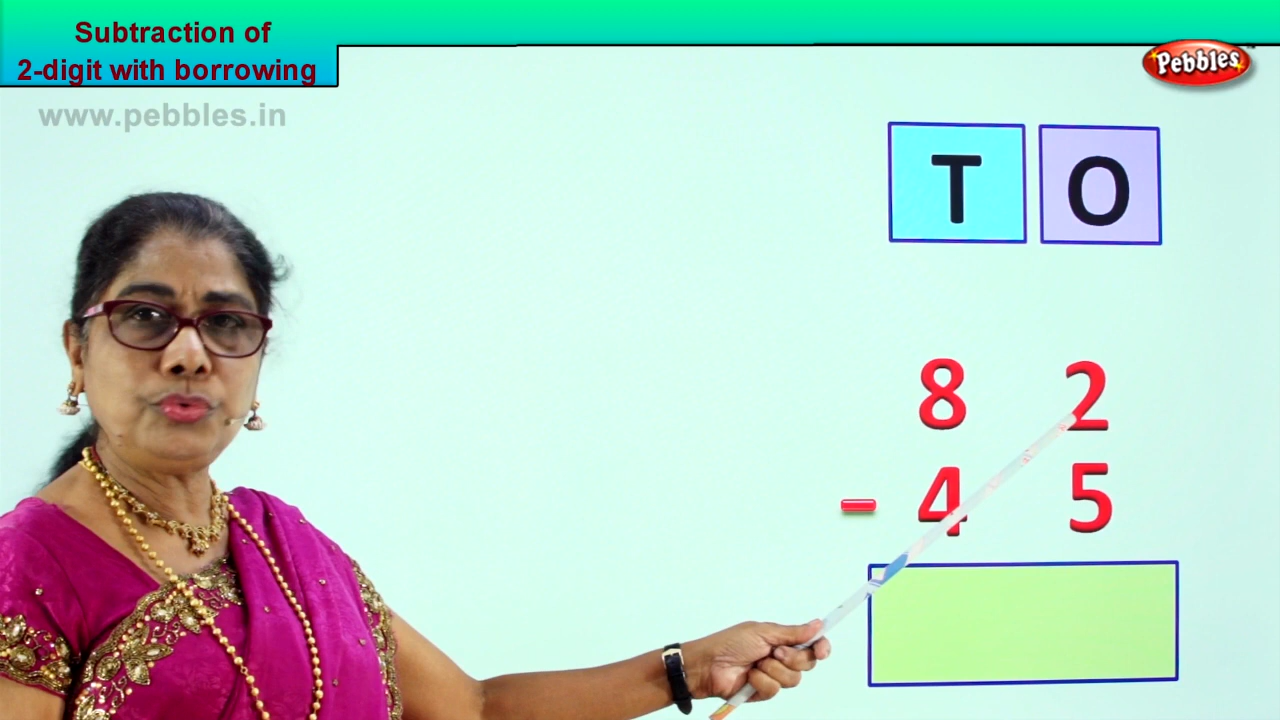 Subtraction of
2-digit with borrowing
Pebbles
www.pebbles.in
T O
8 2
- 4 5